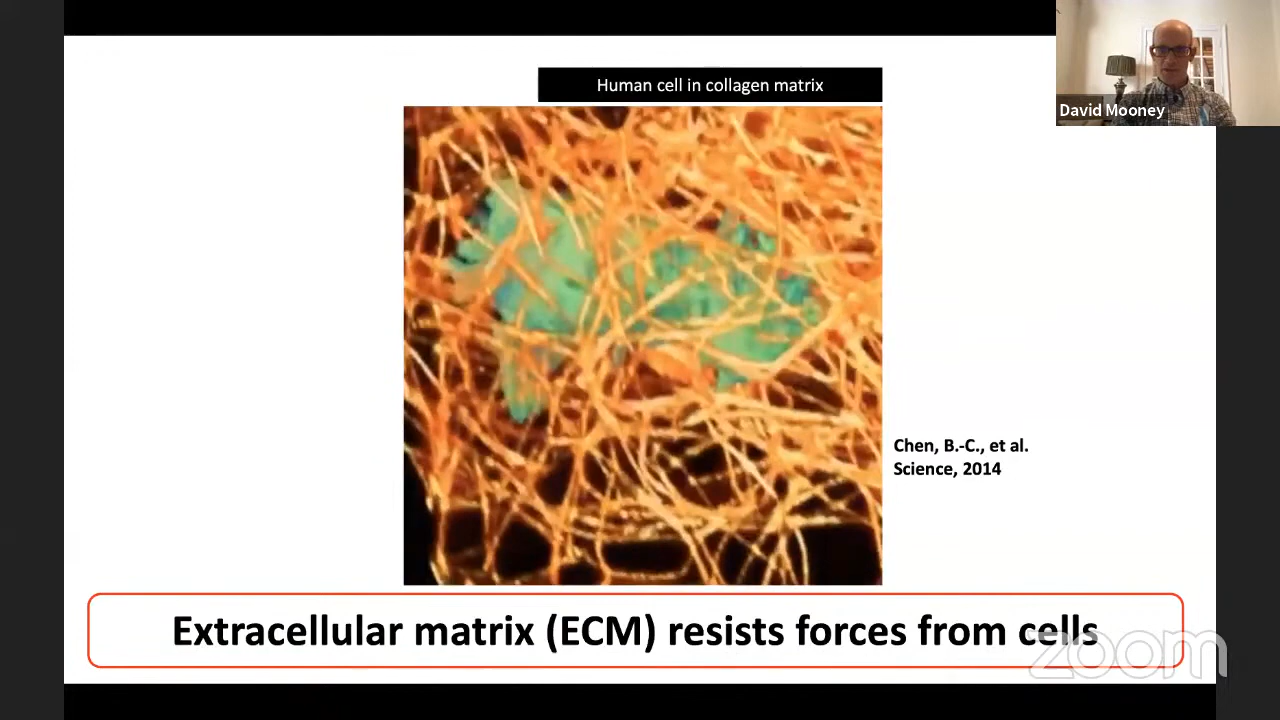 Human cell in collagen matrix
David Mooney
Chen, B.-C., et al.
Science, 2014
Extracellular matrix (ECM) resists forces from cells
zoom